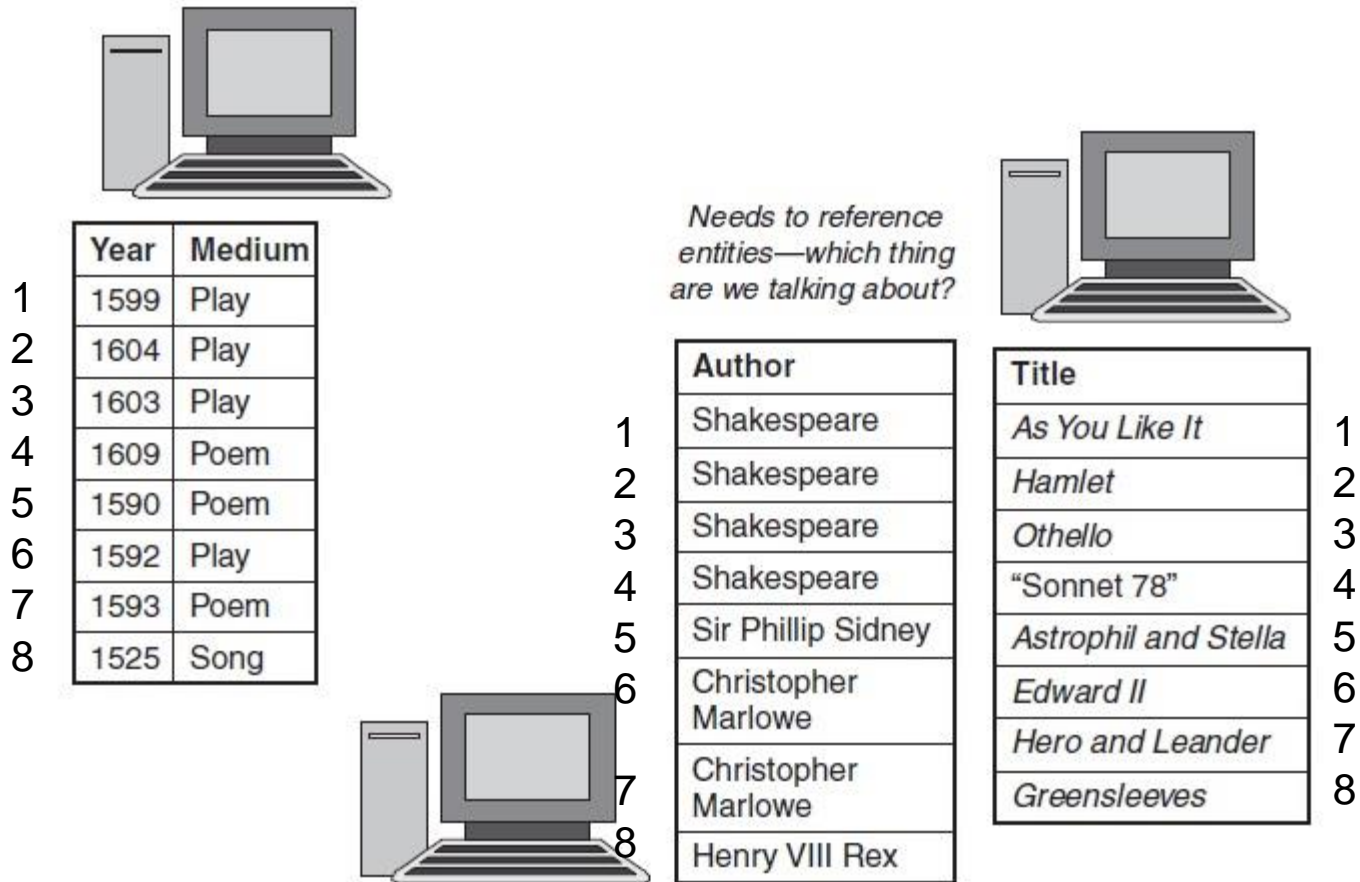 Year Medium
1 1599 Play
2 1604 Play
3 1603 Play
4 1609 Poem
5 1590 Poem
6 1592 Play
7 1593 Poem
8 1525 Song
Needs to reference
entities—which thing
are we talking about?
Author
1 Shakespeare
2 Shakespeare
3 Shakespeare
4 Shakespeare
5 Sir Phillip Sidney
6 Christopher
Marlowe
7 Christopher
Marlowe
8 Henry VIII Rex
Title
As You Like It 1
Hamlet 2
Othello 3
“Sonnet 78” 4
Astrophil and Stella 5
Edward II 6
Hero and Leander 7
Greensleeves 8